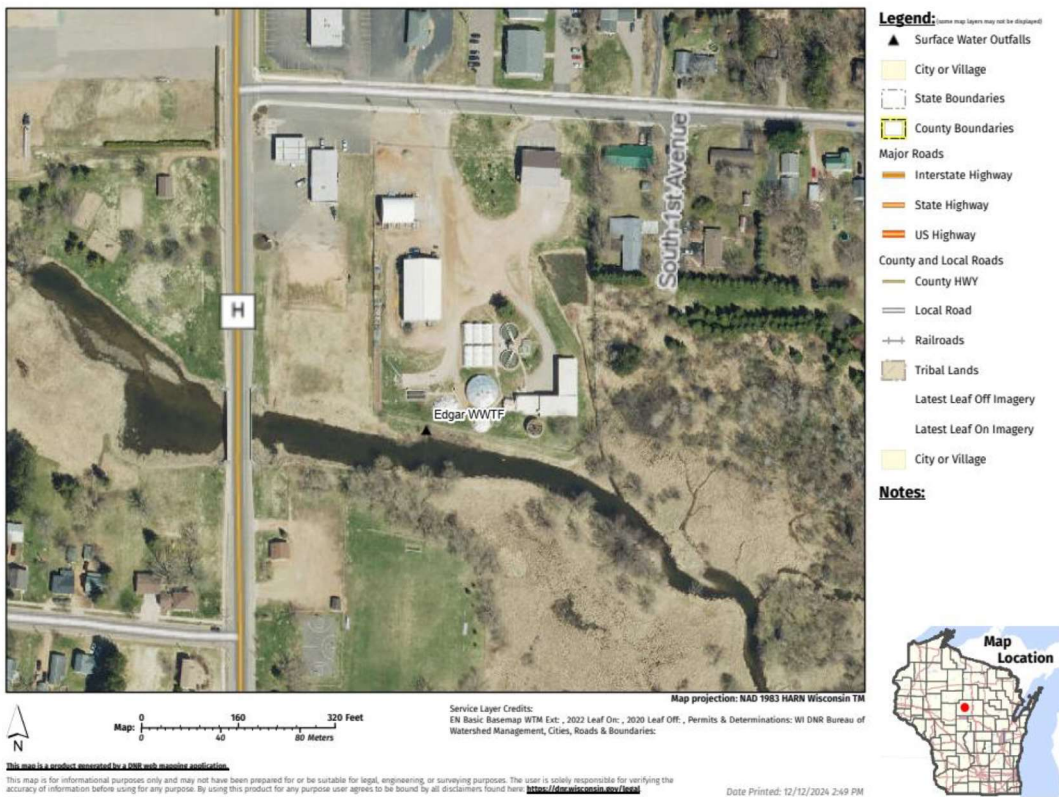 Legend: (some map layers may not be displayed)
Surface Water Outfalls
City or Village
State Boundaries
County Boundaries
Major Roads
Interstate Highway
State Highway
US Highway
County and Local Roads
County HWY
Local Road
Railroads
Tribal Lands
Latest Leaf Off Imagery
Latest Leaf On Imagery
City or Village
Notes:
South 1st Avenue
H
Edgar WWTF
Map Location
Map projection: NAD 1983 HARN Wisconsin TM
N
Map:
0 160 320 Feet
0 40 80 Meters
Service Layer Credits:
EN Basic Basemap WTM Ext: , 2022 Leaf On: , 2020 Leaf Off: , Permits & Determinations: WI DNR Bureau of
Watershed Management, Cities, Roads & Boundaries:
This map is a product generated by a DNR web mapping application.
This map is for informational purposes only and may not have been prepared for or be suitable for legal, engineering, or surveying purposes. The user is solely responsible for verifying the
accuracy of information before using for any purpose. By using this product for any purpose user agrees to be bound by all disclaimers found here: https://dnr.wisconsin.gov/legal
Date Printed: 12/12/2024 2:49 PM